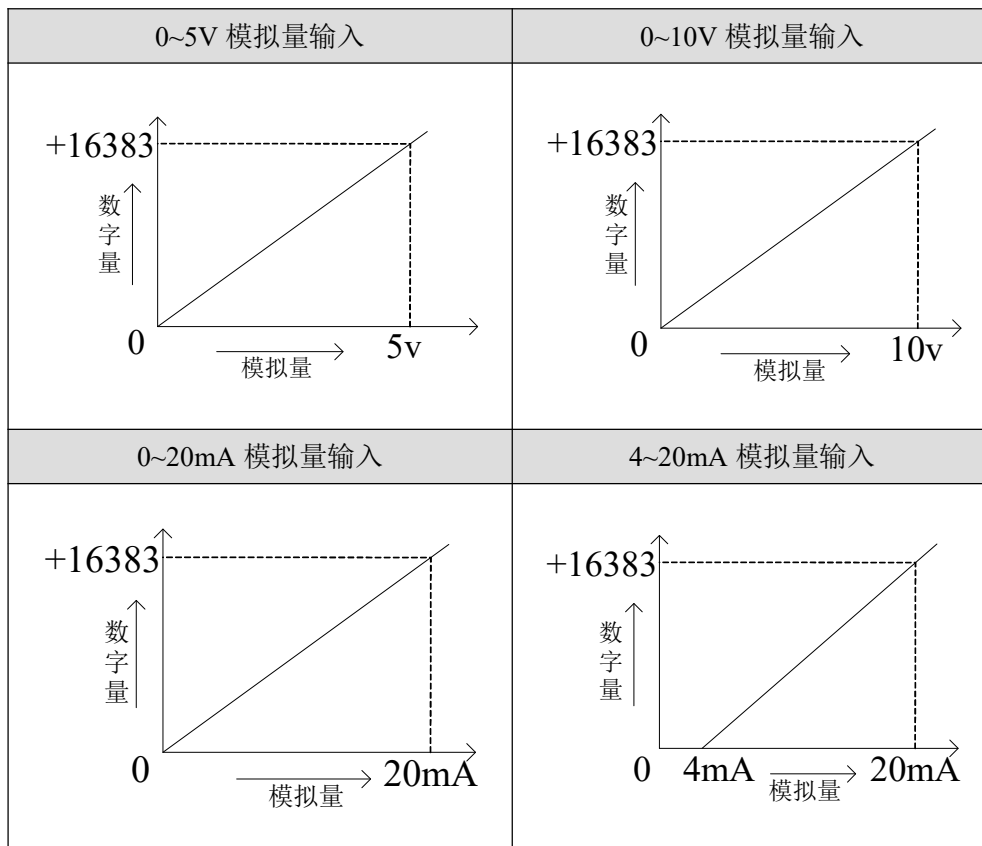 0~5V 模拟量输入
0~10V 模拟量输入
+16383
数字量
0
5v
模拟量
+16383
数字量
0
10v
模拟量
0~20mA 模拟量输入
4~20mA 模拟量输入
+16383
数字量
0
20mA
模拟量
+16383
数字量
0
4mA
20mA
模拟量